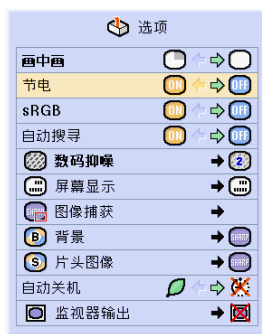 选项
画中画
节电 ON OFF
sRGB ON OFF
自动搜寻 ON OFF
数码抑噪 2
屏幕显示
图像捕获
B 背景 SHARP
S 片头图像 SHARP
自动关机
监视器输出